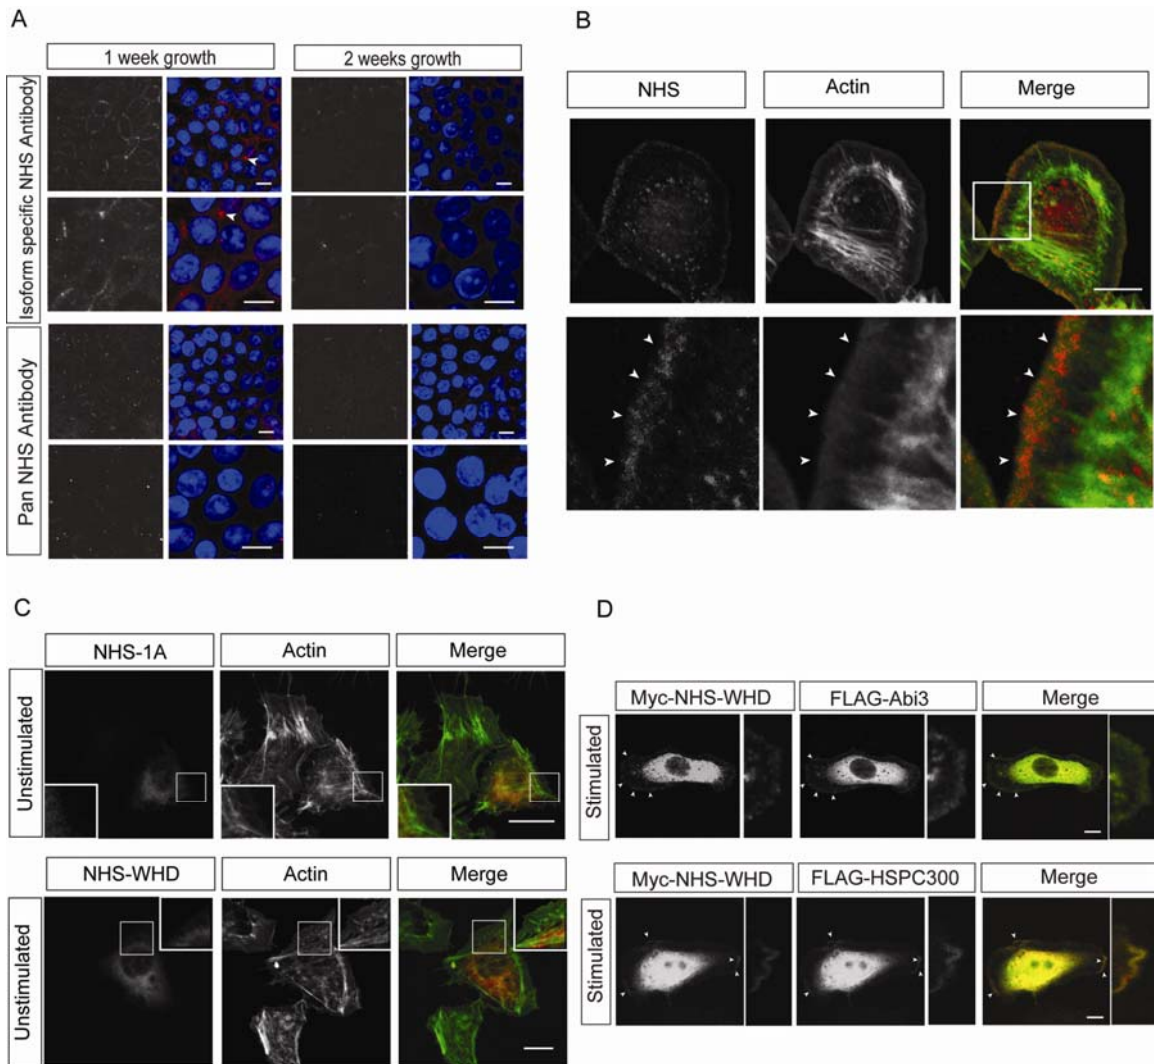 A
1 week growth
2 weeks growth
Isoform specific NHS Antibody
Pan NHS Antibody
B
NHS
Actin
Merge
C
NHS-1A
Actin
Merge
Unstimulated
NHS-WHD
Actin
Merge
Unstimulated
D
Myc-NHS-WHD
FLAG-Abi3
Merge
Stimulated
Myc-NHS-WHD
FLAG-HSPC300
Merge
Stimulated